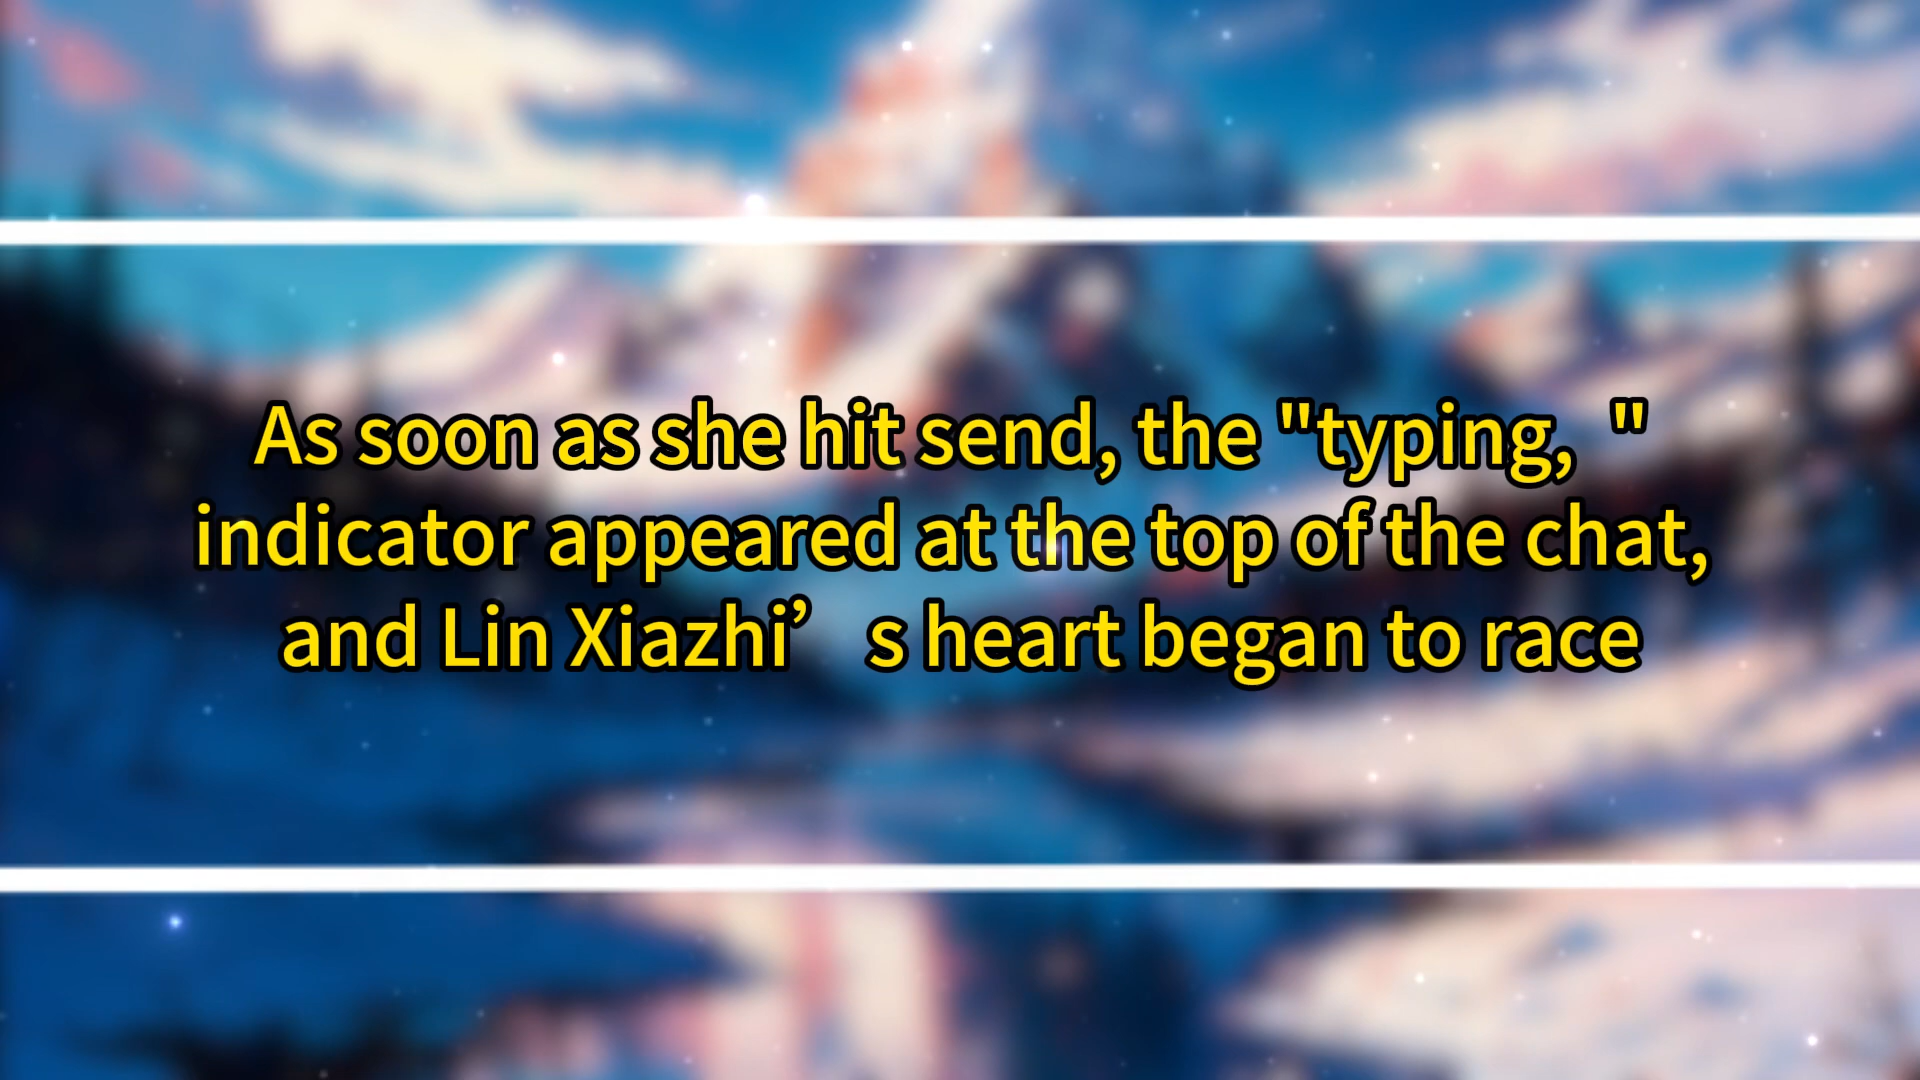 As soon as she hit send, the "typing, "
indicator appeared at the top of the chat,
and Lin Xiazhi’ s heart began to race